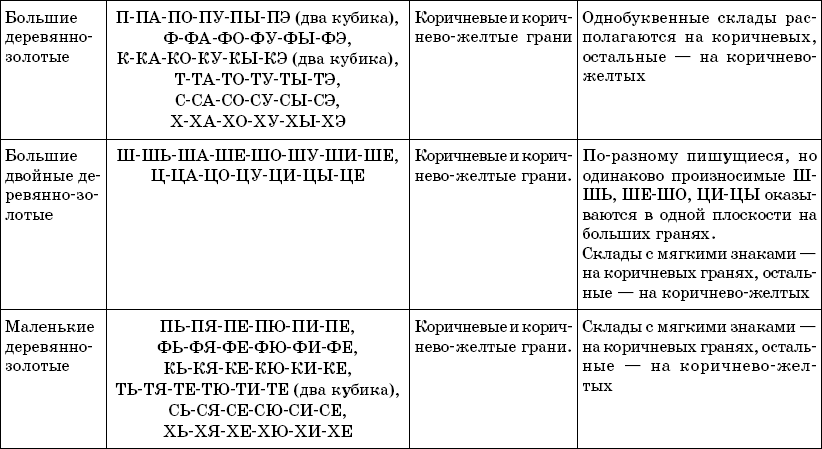 Большие
деревянно-
золотые
П-ПА-ПО-ПУ-ПЫ-ПЭ (два кубика),
Ф-ФА-ФО-ФУ-ФЫ-ФЭ,
К-КА-КО-КУ-КЫ-КЭ (два кубика),
Т-ТА-ТО-ТУ-ТЫ-ТЭ,
С-СА-СО-СУ-СЫ-СЭ,
Х-ХА-ХО-ХУ-ХЫ-ХЭ
Коричневые и корич-
нево-желтые грани
Однобуквенные склады рас-
полагаются на коричневых,
остальные — на коричнево-
желтых
Большие
двойные де-
ревянно-зо-
лотые
Ш-ШЬ-ША-ШЕ-ШО-ШУ-ШИ-ШЕ,
Ц-ЦА-ЦО-ЦУ-ЦИ-ЦЫ-ЦЕ
Коричневые и корич-
нево-желтые грани.
По-разному пишущиеся, но
одинаково произносимые Ш-
ШЬ, ШЕ-ШО, ЦИ-ЦЫ оказы-
ваются в одной плоскости на
больших гранях.
Склады с мягкими знаками —
на коричневых гранях, осталь-
ные — на коричнево-желтых
Маленькие
деревянно-
золотые
ПЬ-ПЯ-ПЕ-ПЮ-ПИ-ПЕ,
ФЬ-ФЯ-ФЕ-ФЮ-ФИ-ФЕ,
КЬ-КЯ-КЕ-КЮ-КИ-КЕ,
ТЬ-ТЯ-ТЕ-ТЮ-ТИ-ТЕ (два кубика),
СЬ-СЯ-СЕ-СЮ-СИ-СЕ,
ХЬ-ХЯ-ХЕ-ХЮ-ХИ-ХЕ
Коричневые и корич-
нево-желтые грани.
Склады с мягкими знаками —
на коричневых гранях, осталь-
ные — на коричнево-жел-
тых